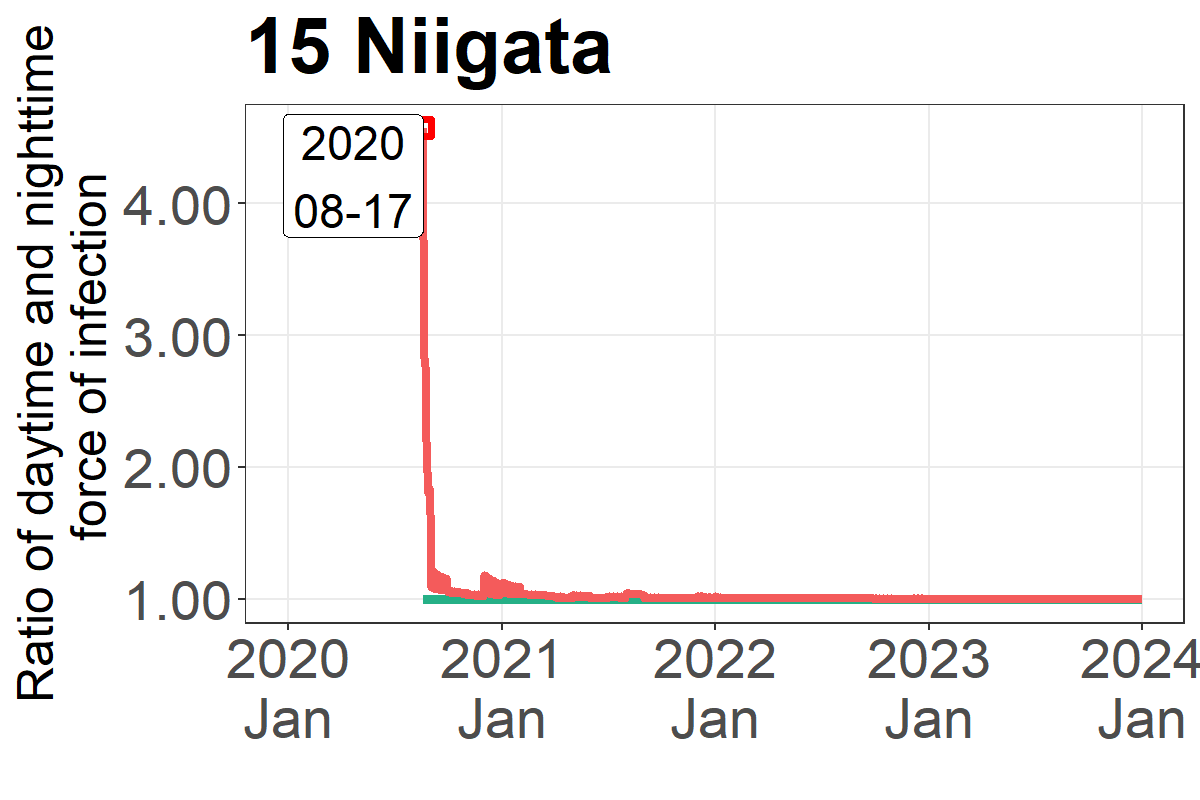 15 Niigata
Ratio of daytime and nighttime
force of infection
2020
08-17
4.00
3.00
2.00
1.00
2020 2021 2022 2023 2024
Jan Jan Jan Jan Jan